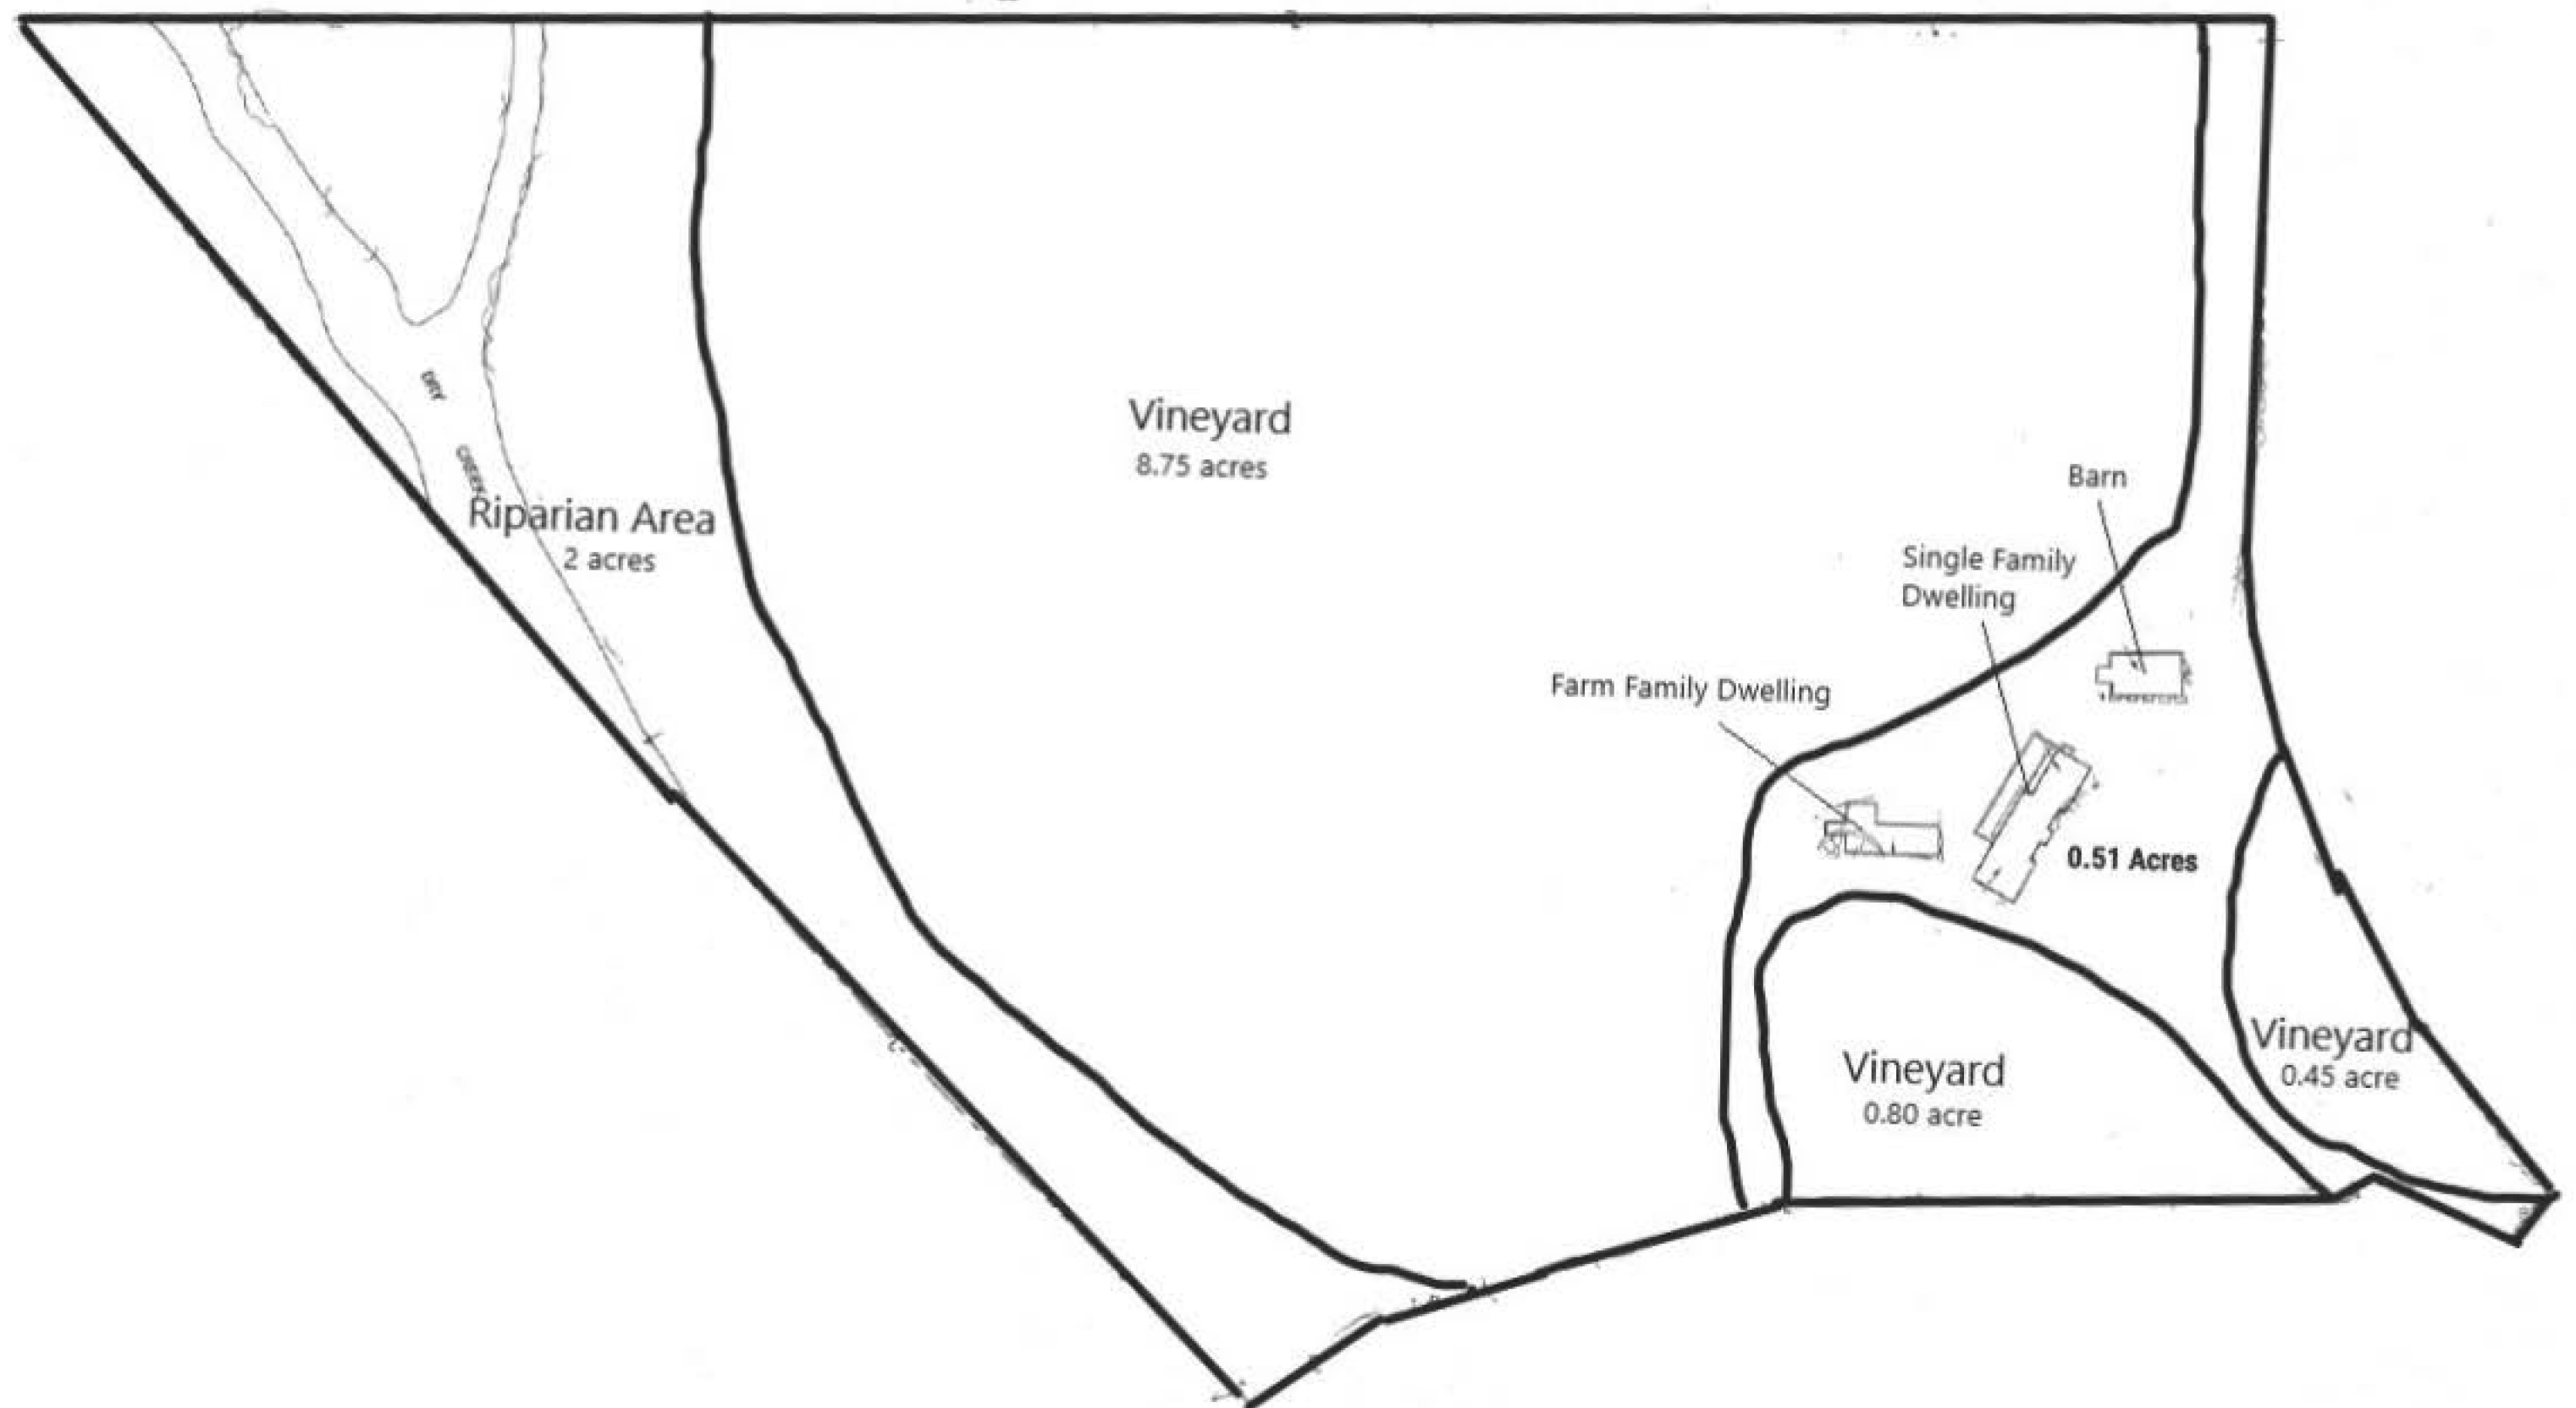 DRY
CREEK
Riparian Area
2 acres
Vineyard
8.75 acres
Barn
Single Family
Dwelling
Farm Family Dwelling
0.51 Acres
Vineyard
0.80 acre
Vineyard
0.45 acre